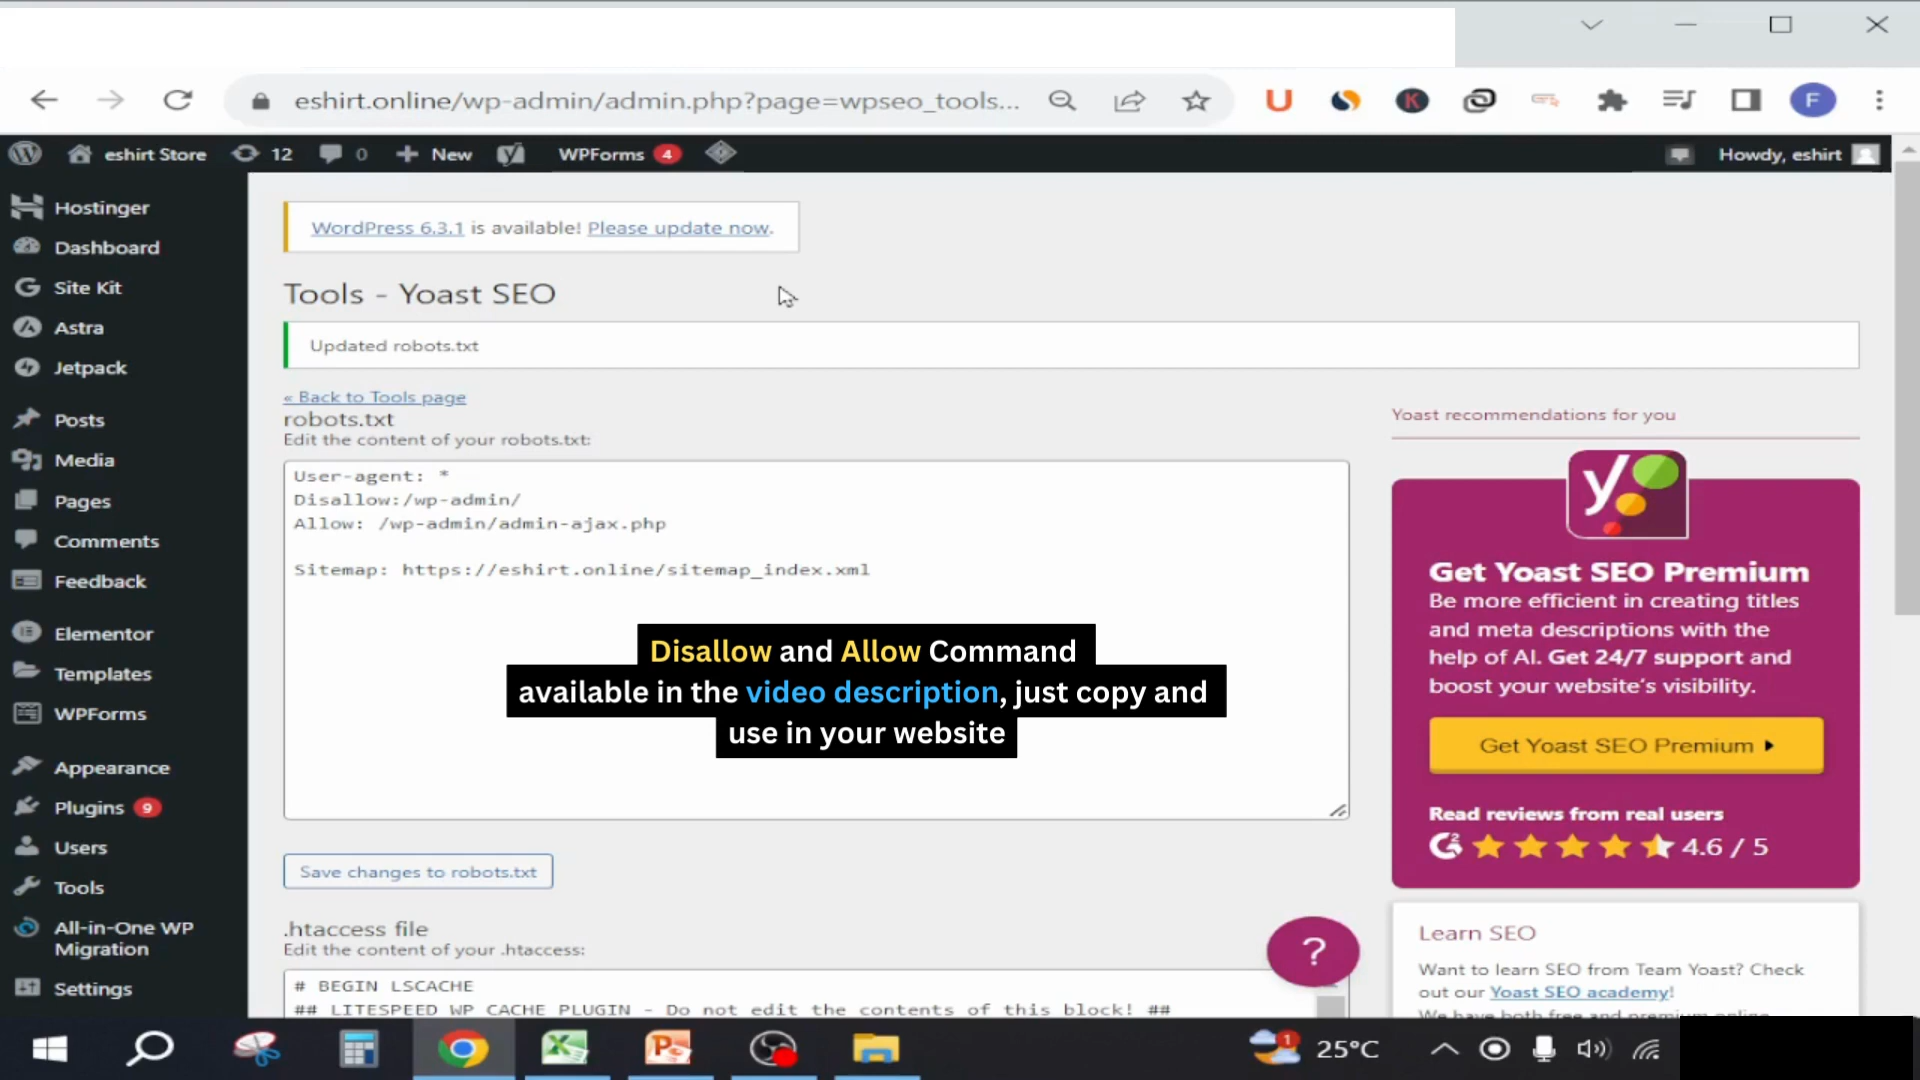 eshirt.online/wp-admin/admin.php?page=wpseo_tools...
U
K
F
eshirt Store
12
0
New
WPForms 4
Howdy, eshirt
Hostinger
Dashboard
Site Kit
Astra
Jetpack
Posts
Media
Pages
Comments
Feedback
Elementor
Templates
WPForms
Appearance
Plugins 9
Users
Tools
All-in-One WP
Migration
Settings
WordPress 6.3.1 is available! Please update now.
Tools - Yoast SEO
Updated robots.txt
« Back to Tools page
robots.txt
Edit the content of your robots.txt:
User-agent: *
Disallow:/wp-admin/
Allow: /wp-admin/admin-ajax.php
Sitemap: https://eshirt.online/sitemap_index.xml
Disallow and Allow Command
available in the video description, just copy and
use in your website
Save changes to robots.txt
.htaccess file
Edit the content of your .htaccess:
# BEGIN LSCACHE
## LITESPEED WP CACHE PLUGIN - Do not edit the contents of this block! ##
?
Yoast recommendations for you
y
Get Yoast SEO Premium
Be more efficient in creating titles
and meta descriptions with the
help of AI. Get 24/7 support and
boost your website's visibility.
Get Yoast SEO Premium
Read reviews from real users
4.6 / 5
Learn SEO
Want to learn SEO from Team Yoast? Check
out our Yoast SEO academy!
We have both free and premium online
1
25°C